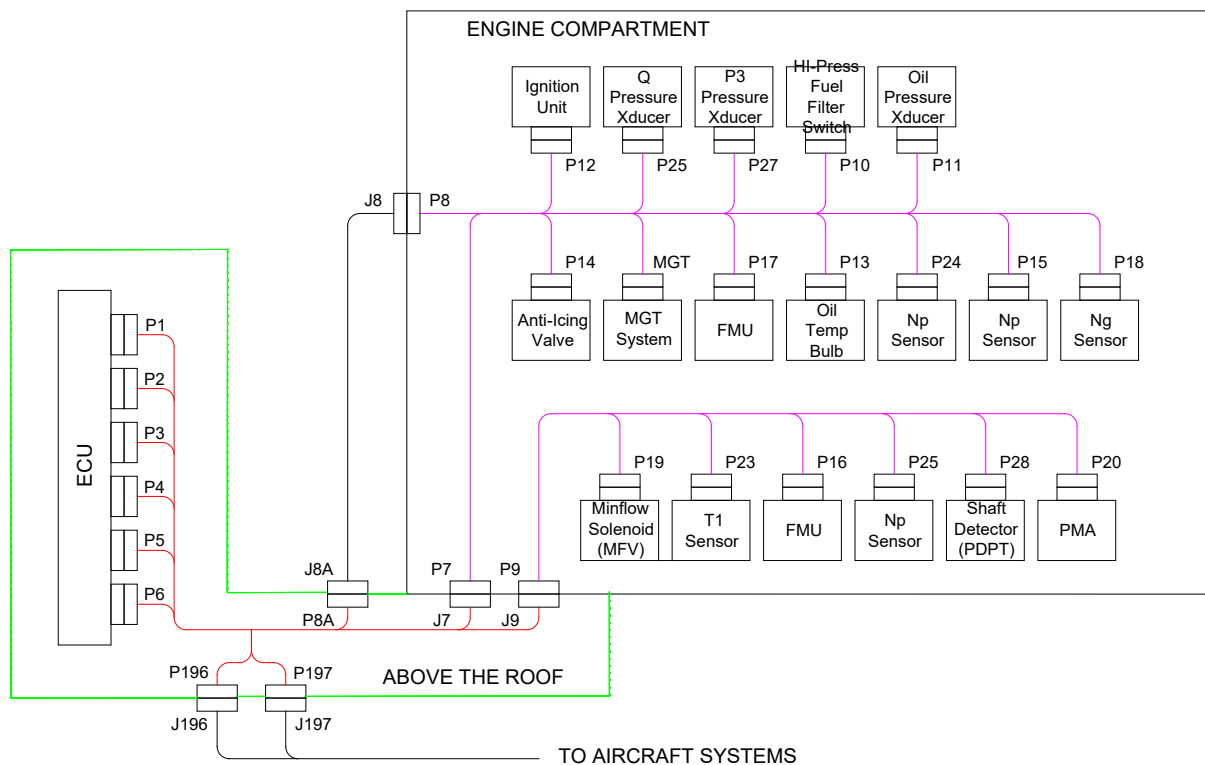 ENGINE COMPARTMENT
Ignition
Unit
Q
Pressure
Xducer
P3
Pressure
Xducer
HI-Press
Fuel
Filter
Switch
Oil
Pressure
Xducer
P12
P25
P27
P10
P11
J8
P8
P14
MGT
P17
P13
P24
P15
P18
Anti-Icing
Valve
MGT
System
FMU
Oil
Temp
Bulb
Np
Sensor
Np
Sensor
Ng
Sensor
ECU
P1
P2
P3
P4
P5
P6
P19
P23
P16
P25
P28
P20
Minflow
Solenoid
(MFV)
T1
Sensor
FMU
Np
Sensor
Shaft
Detector
(PDPT)
PMA
J8A
P7
P9
P8A
J7
J9
P196
P197
ABOVE THE ROOF
J196
J197
TO AIRCRAFT SYSTEMS